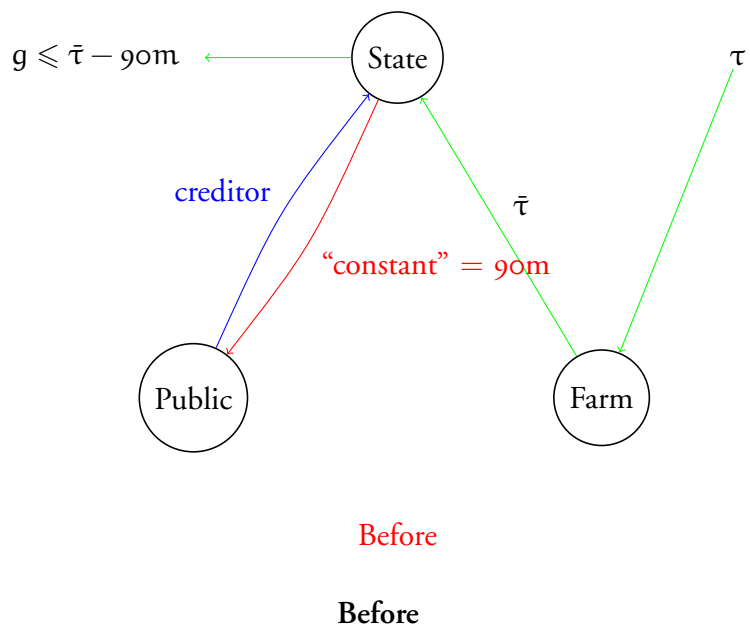 g ⩽ τ̄ − 90m
State
τ
creditor
τ̄
“constant” = 90m
Public
Farm
Before
Before